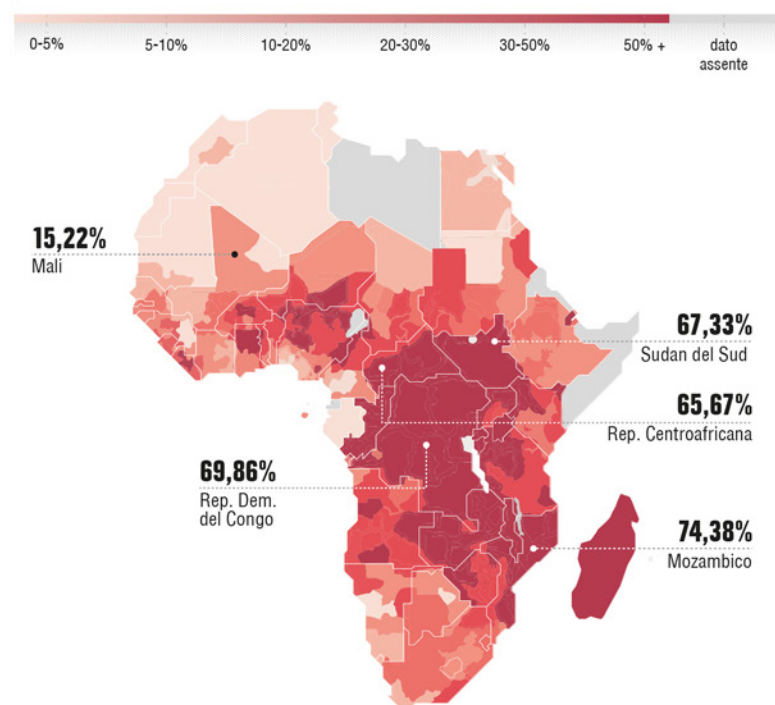 0-5%
5-10%
10-20%
20-30%
30-50%
50% +
dato
assente
15,22%
Mali
67,33%
Sudan del Sud
65,67%
Rep. Centroafricana
69,86%
Rep. Dem.
del Congo
74,38%
Mozambico